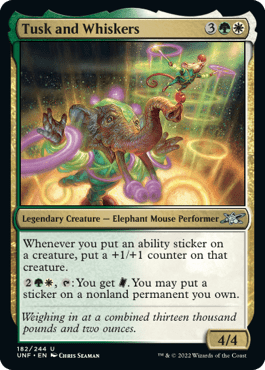 Tusk and Whiskers 3
Legendary Creature — Elephant Mouse Performer
Whenever you put an ability sticker on
a creature, put a +1/+1 counter on that
creature.
2 , : You get . You may put a
sticker on a nonland permanent you own.
Weighing in at a combined thirteen thousand
pounds and two ounces.
4/4
182/244 U
UNF • EN Chris Seaman
™ & © 2022 Wizards of the Coast